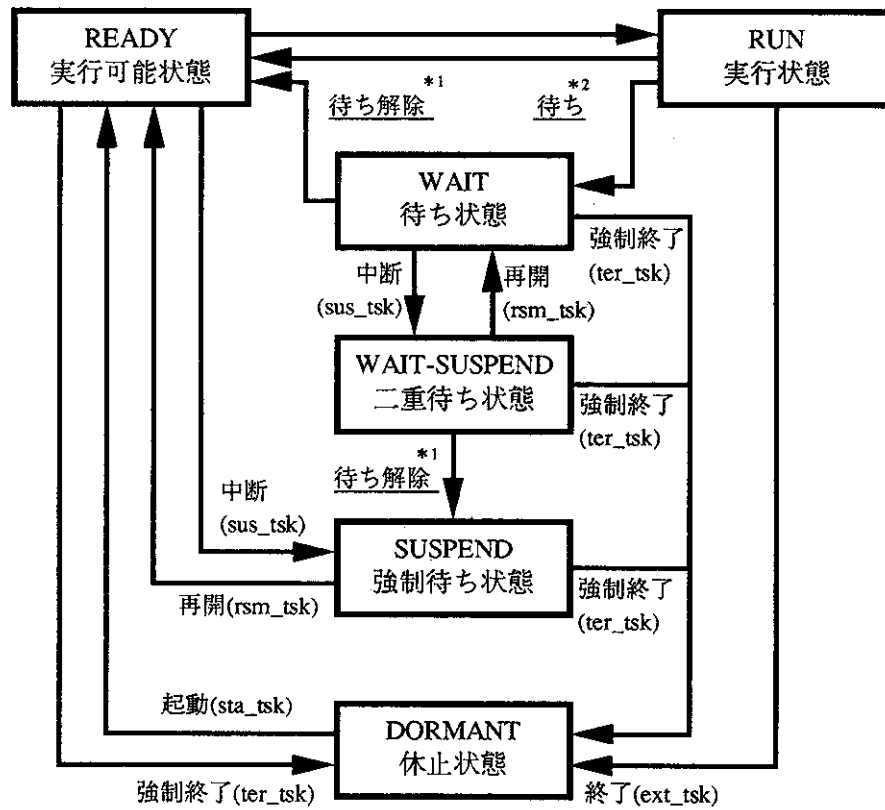 READY
実行可能状態
RUN
実行状態
待ち解除*1
待ち*2
WAIT
待ち状態
強制終了
(ter_tsk)
中断
(sus_tsk)
再開
(rsm_tsk)
WAIT-SUSPEND
二重待ち状態
強制終了
(ter_tsk)
待ち解除*1
中断
(sus_tsk)
SUSPEND
強制待ち状態
強制終了
(ter_tsk)
再開(rsm_tsk)
起動(sta_tsk)
DORMANT
休止状態
強制終了(ter_tsk)
終了(ext_tsk)